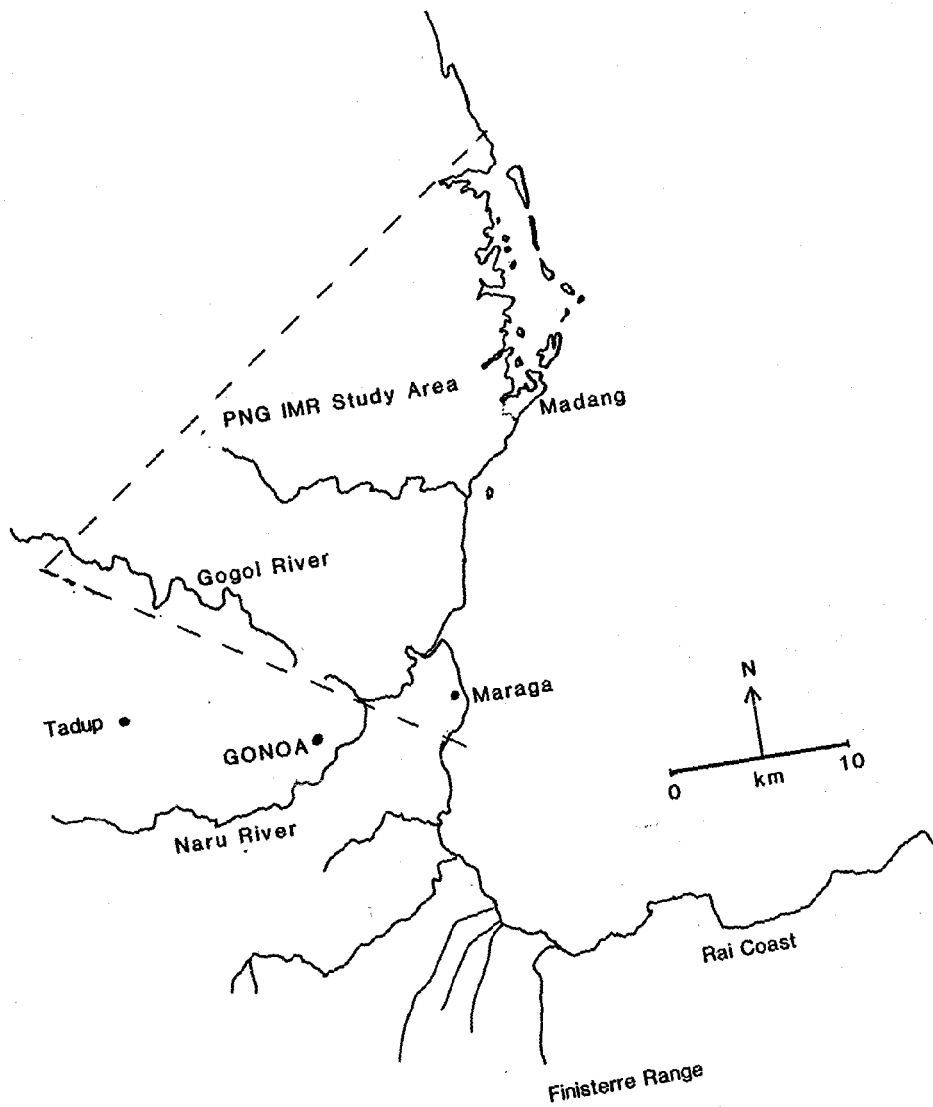 PNG IMR Study Area
Madang
Gogol River
Maraga
Tadup
GONOA
Naru River
N
0
km
10
Rai Coast
Finisterre Range